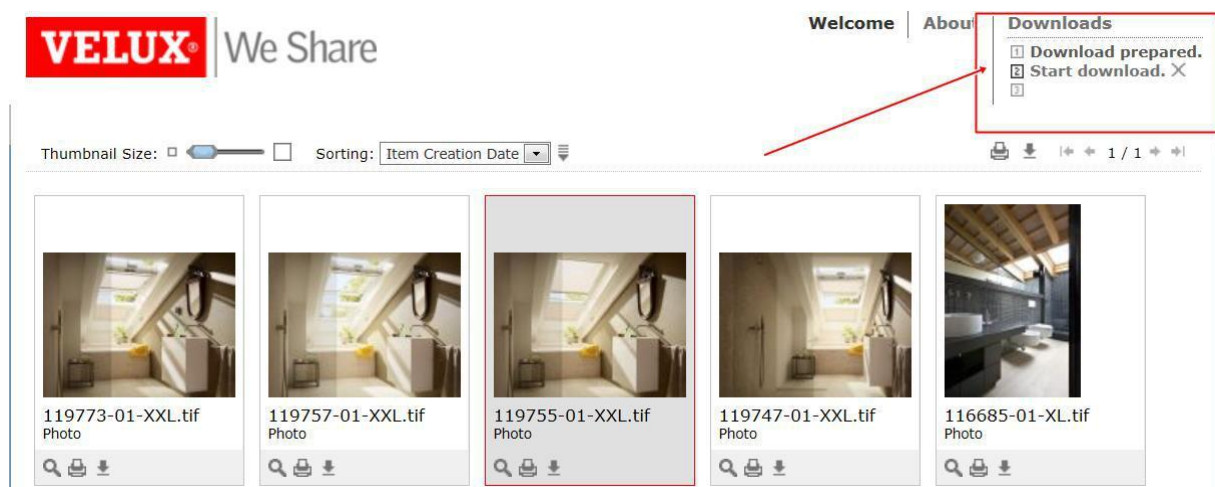 VELUX® We Share
Welcome
About
Downloads
1 Download prepared.
2 Start download.
3
Thumbnail Size:
Sorting: Item Creation Date
1 / 1
119773-01-XXL.tif
Photo
119757-01-XXL.tif
Photo
119755-01-XXL.tif
Photo
119747-01-XXL.tif
Photo
116685-01-XL.tif
Photo